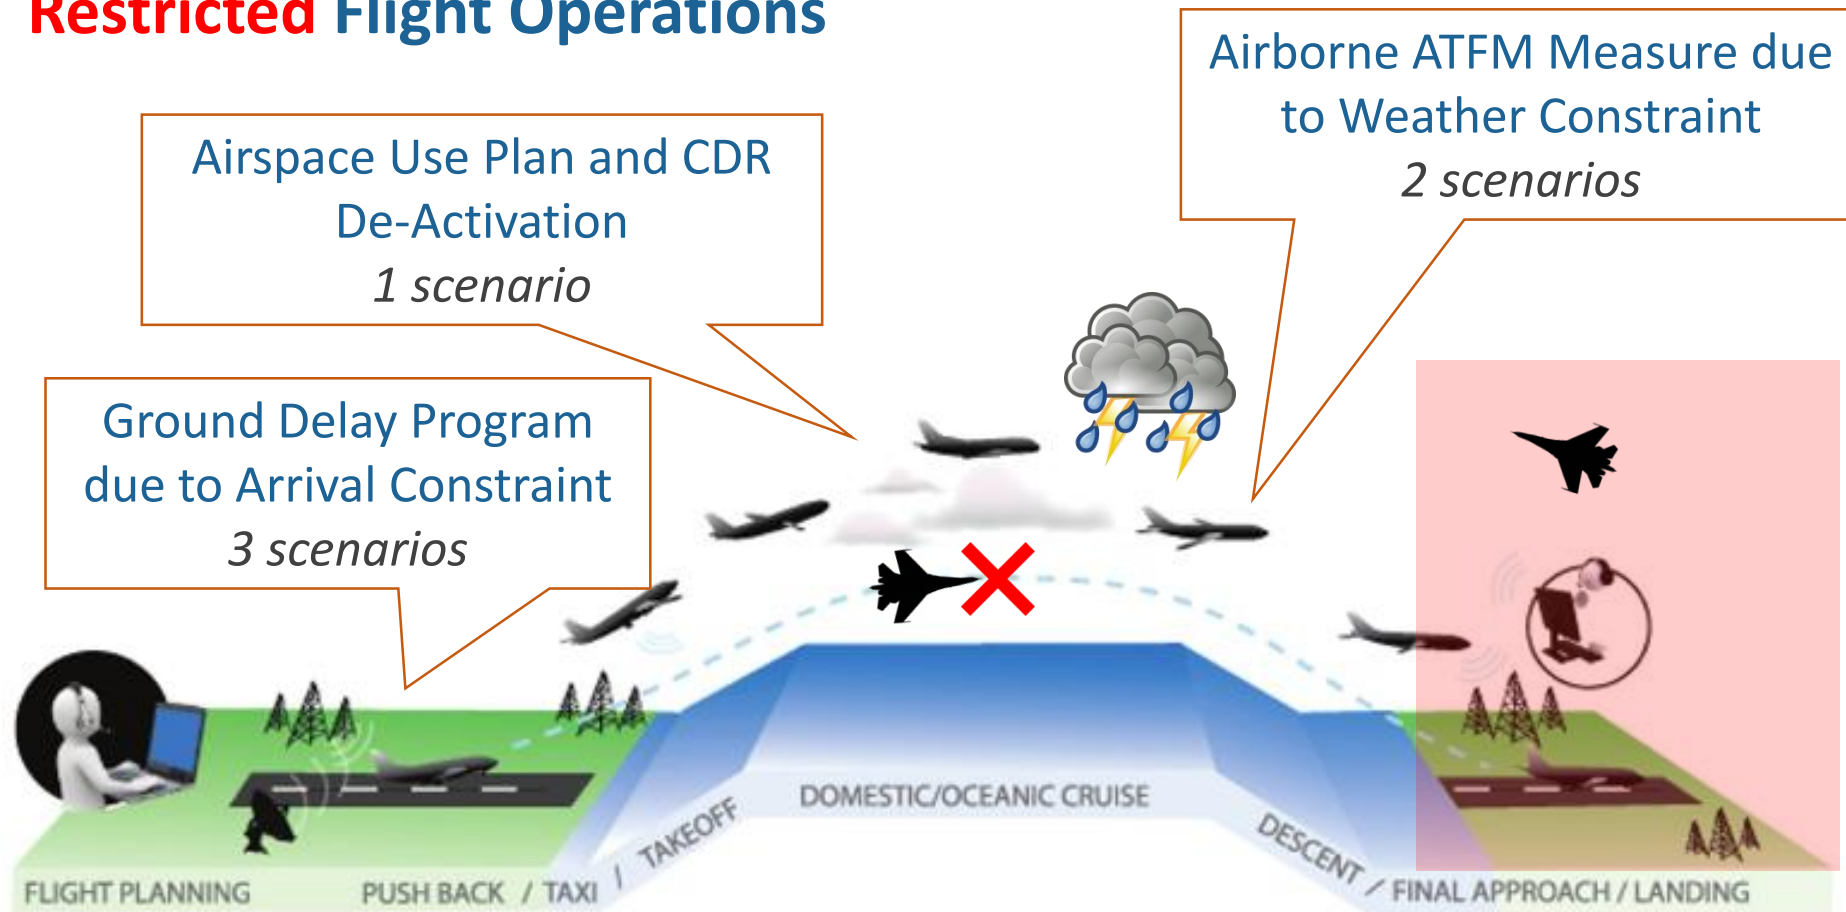 Restricted Flight Operations
Airborne ATFM Measure due
to Weather Constraint
2 scenarios
Airspace Use Plan and CDR
De-Activation
1 scenario
Ground Delay Program
due to Arrival Constraint
3 scenarios
FLIGHT PLANNING
PUSH BACK / TAXI / TAKEOFF
DOMESTIC/OCEANIC CRUISE
DESCENT / FINAL APPROACH / LANDING